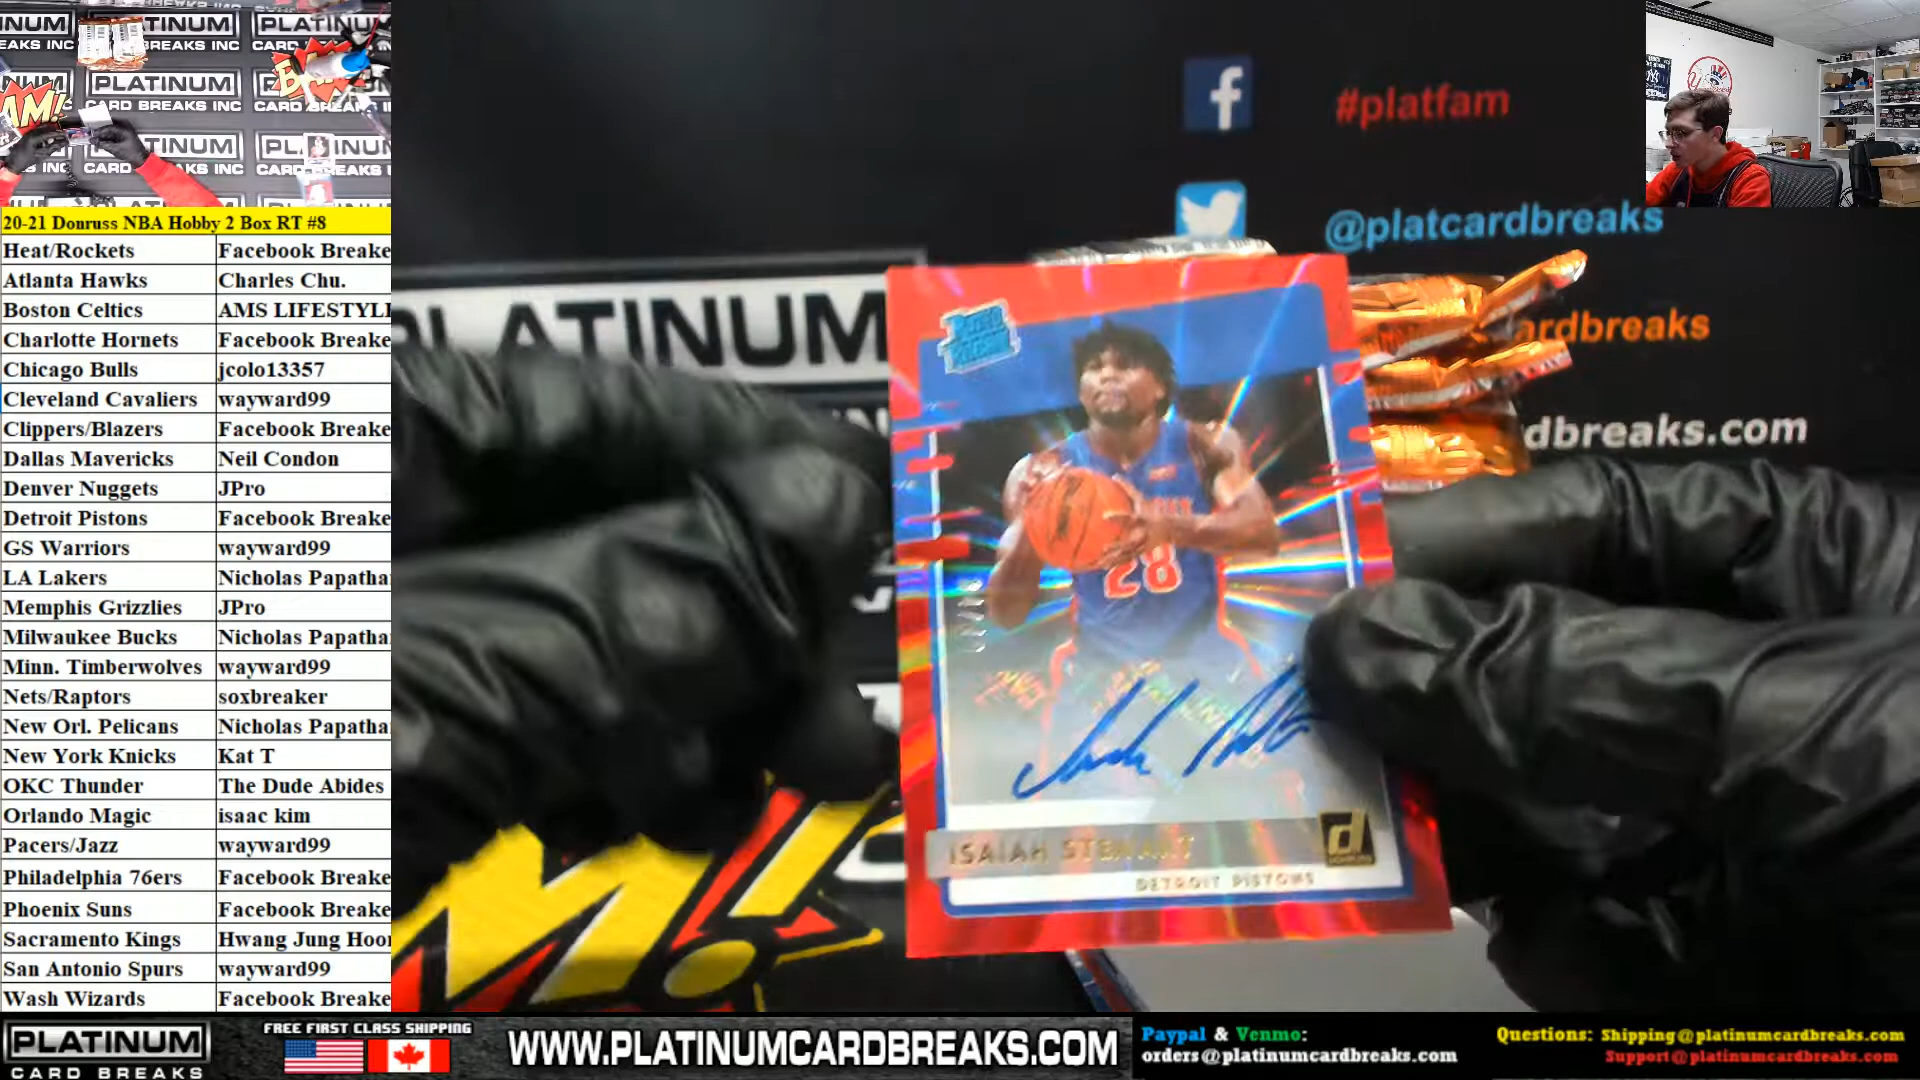 PLATINUM
CARD BREAKS INC
BAM!
20-21 Donruss NBA Hobby 2 Box RT #8
Heat/Rockets Facebook Breake
Atlanta Hawks Charles Chu.
Boston Celtics AMS LIFESTYLE
Charlotte Hornets Facebook Breake
Chicago Bulls jcolo13357
Cleveland Cavaliers wayward99
Clippers/Blazers Facebook Breake
Dallas Mavericks Neil Condon
Denver Nuggets JPro
Detroit Pistons Facebook Breake
GS Warriors wayward99
LA Lakers Nicholas Papatha
Memphis Grizzlies JPro
Milwaukee Bucks Nicholas Papatha
Minn. Timberwolves wayward99
Nets/Raptors soxbreaker
New Orl. Pelicans Nicholas Papatha
New York Knicks Kat T
OKC Thunder The Dude Abides
Orlando Magic isaac kim
Pacers/Jazz wayward99
Philadelphia 76ers Facebook Breake
Phoenix Suns Facebook Breake
Sacramento Kings Hwang Jung Hoo
San Antonio Spurs wayward99
Wash Wizards Facebook Breake
#platfam
@platcardbreaks
ardbreaks
dbreaks.com
PLATINUM
28
ISAIAH STEWART
DETROIT PISTONS
PLATINUM
CARD BREAKS
FREE FIRST CLASS SHIPPING
WWW.PLATINUMCARDBREAKS.COM
Paypal & Venmo:
orders@platinumcardbreaks.com
Questions: Shipping@platinumcardbreaks.com
Support@platinumcardbreaks.com